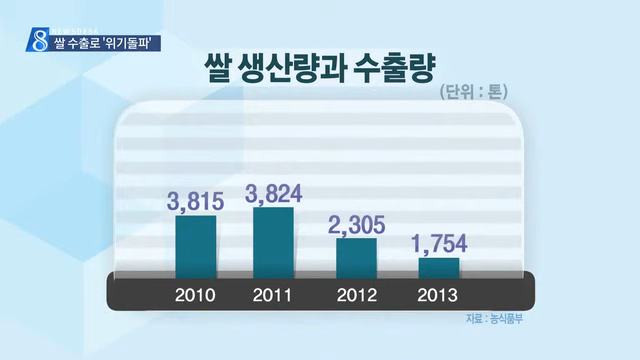 NEWSDESK
8 쌀 수출로 '위기돌파'
쌀 생산량과 수출량
(단위 : 톤)
3,815
3,824
2,305
1,754
2010
2011
2012
2013
자료 : 농식품부